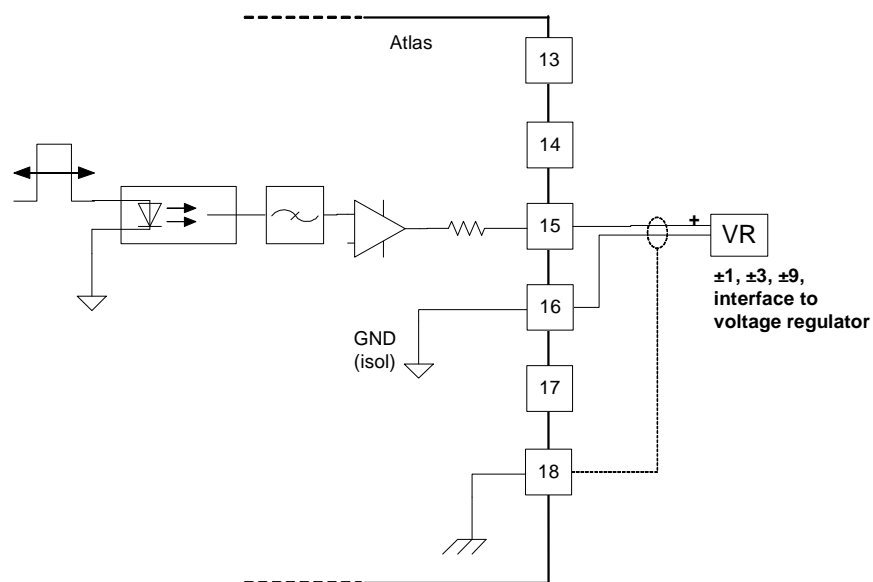 Atlas
13
14
15
+
VR
±1, ±3, ±9,
interface to
voltage regulator
16
GND
(isol)
17
18